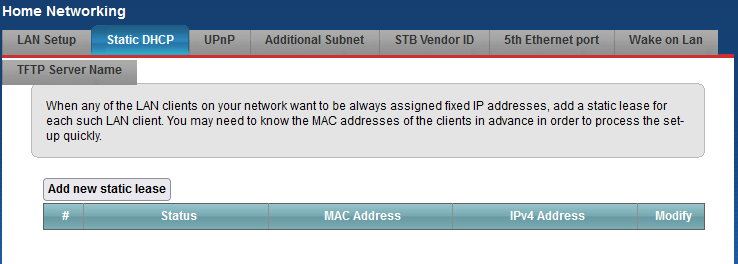 Home Networking
LAN Setup Static DHCP UPnP Additional Subnet STB Vendor ID 5th Ethernet port Wake on Lan
TFTP Server Name
When any of the LAN clients on your network want to be always assigned fixed IP addresses, add a static lease for
each such LAN client. You may need to know the MAC addresses of the clients in advance in order to process the set-
up quickly.
Add new static lease
# Status MAC Address IPv4 Address Modify